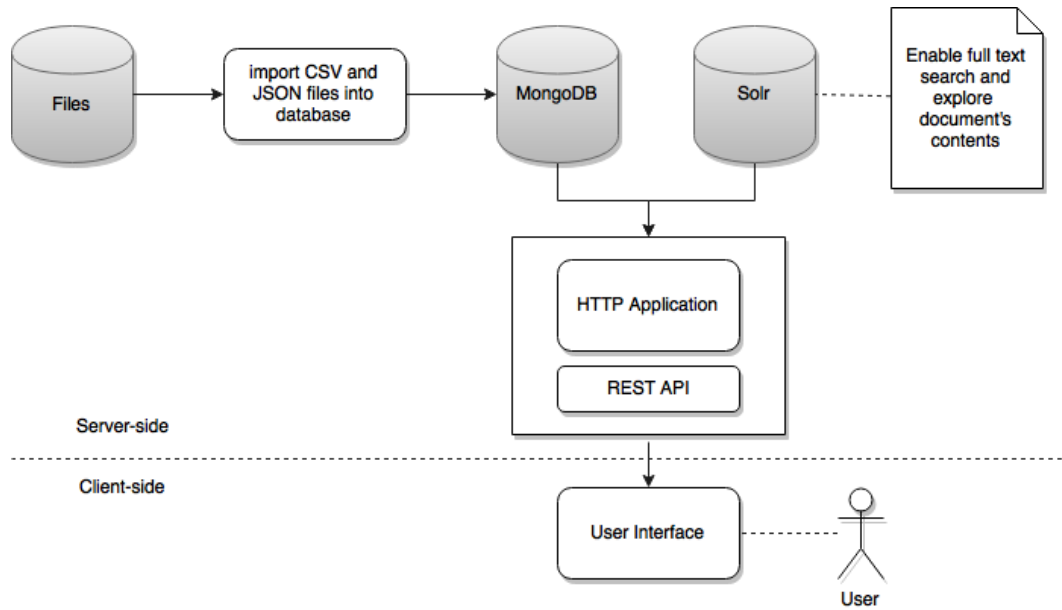 Files
import CSV and
JSON files into
database
MongoDB
Solr
Enable full text
search and
explore
document's
contents
HTTP Application
REST API
Server-side
Client-side
User Interface
User